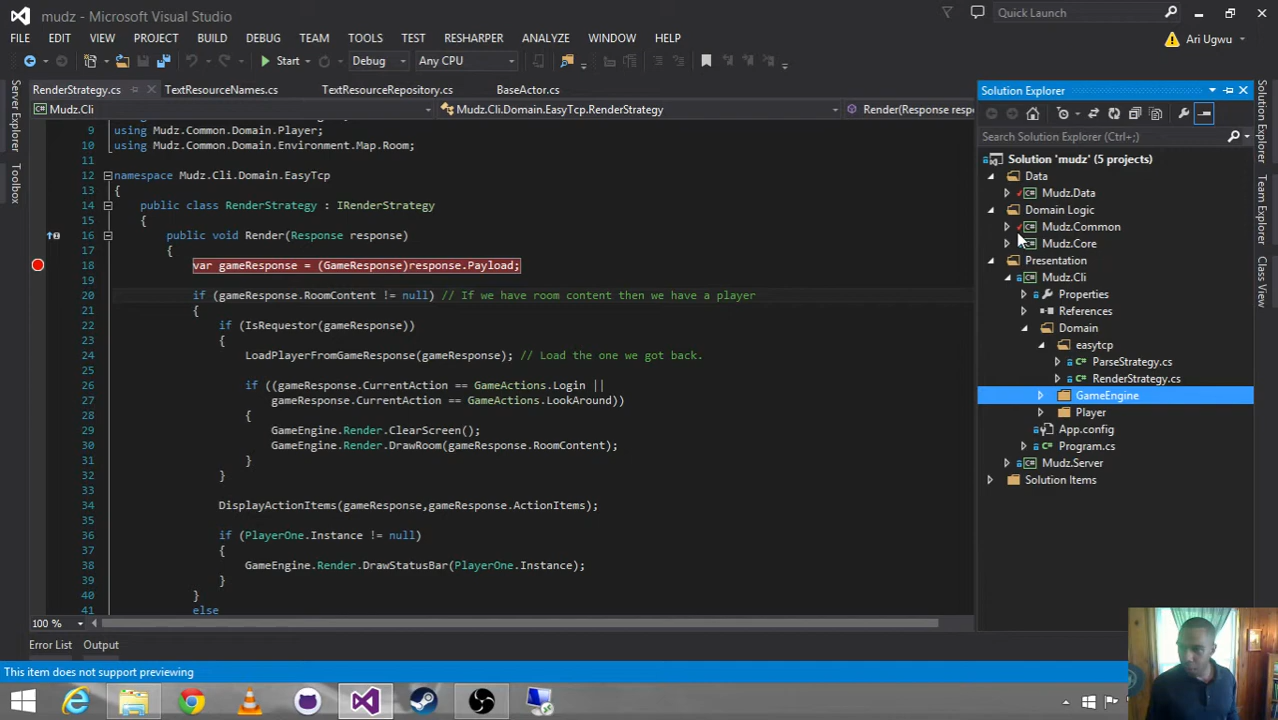 mudz - Microsoft Visual Studio
Quick Launch
FILE EDIT VIEW PROJECT BUILD DEBUG TEAM TOOLS TEST RESHARPER ANALYZE WINDOW HELP
Ari Ugwu
Start Debug Any CPU
RenderStrategy.cs TextResourceNames.cs TextResourceRepository.cs BaseActor.cs
Mudz.Cli Mudz.Cli.Domain.EasyTcp.RenderStrategy Render(Response resp
Server Explorer
Toolbox
9 using Mudz.Common.Domain.Player;
10 using Mudz.Common.Domain.Environment.Map.Room;
11
12 namespace Mudz.Cli.Domain.EasyTcp
13 {
14 public class RenderStrategy : IRenderStrategy
15 {
16 public void Render(Response response)
17 {
18 var gameResponse = (GameResponse)response.Payload;
19
20 if (gameResponse.RoomContent != null) // If we have room content then we have a player
21 {
22 if (IsRequestor(gameResponse))
23 {
24 LoadPlayerFromGameResponse(gameResponse); // Load the one we got back.
25
26 if ((gameResponse.CurrentAction == GameActions.Login ||
27 gameResponse.CurrentAction == GameActions.LookAround))
28 {
29 GameEngine.Render.ClearScreen();
30 GameEngine.Render.DrawRoom(gameResponse.RoomContent);
31 }
32 }
33
34 DisplayActionItems(gameResponse,gameResponse.ActionItems);
35
36 if (PlayerOne.Instance != null)
37 {
38 GameEngine.Render.DrawStatusBar(PlayerOne.Instance);
39 }
40 }
41 else
100 %
Error List Output
This item does not support previewing
Solution Explorer
Search Solution Explorer (Ctrl+;)
Solution 'mudz' (5 projects)
Data
Mudz.Data
Domain Logic
Mudz.Common
Mudz.Core
Presentation
Mudz.Cli
Properties
References
Domain
easytcp
ParseStrategy.cs
RenderStrategy.cs
GameEngine
Player
App.config
Program.cs
Mudz.Server
Solution Items
Solution Explorer
Team Explorer
Class View